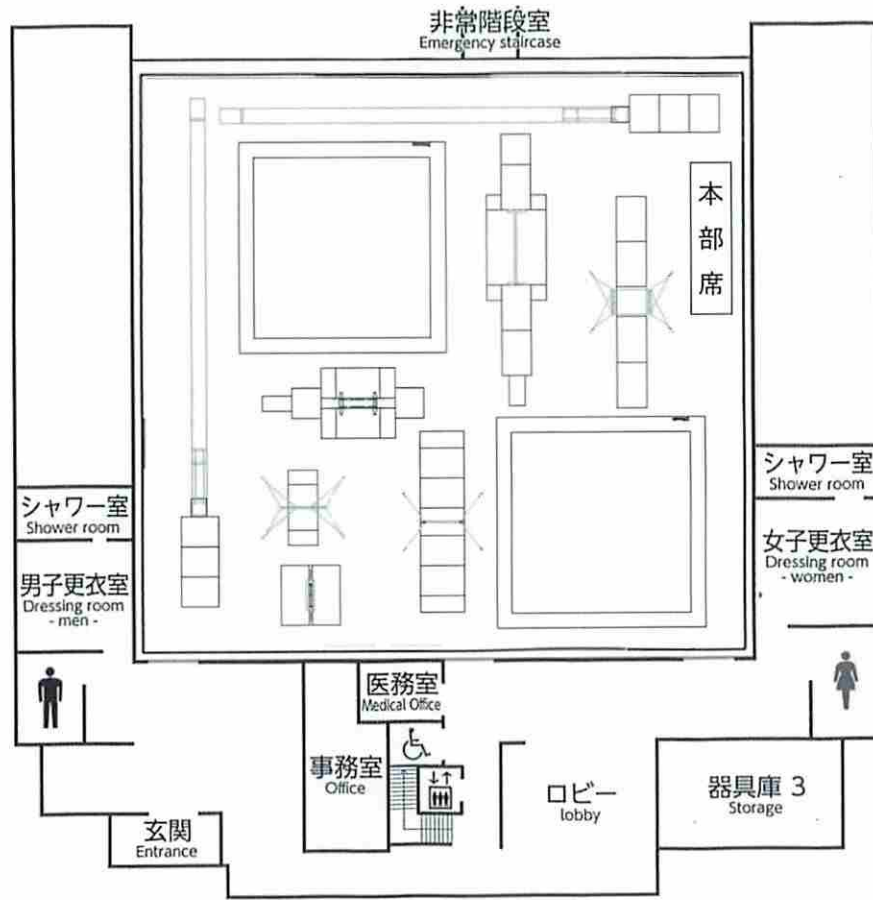 非常階段室
Emergency staircase
本部席
シャワー室
Shower room
シャワー室
Shower room
男子更衣室
Dressing room
- men -
女子更衣室
Dressing room
- women -
医務室
Medical Office
事務室
Office
ロビー
lobby
器具庫 3
Storage
玄関
Entrance